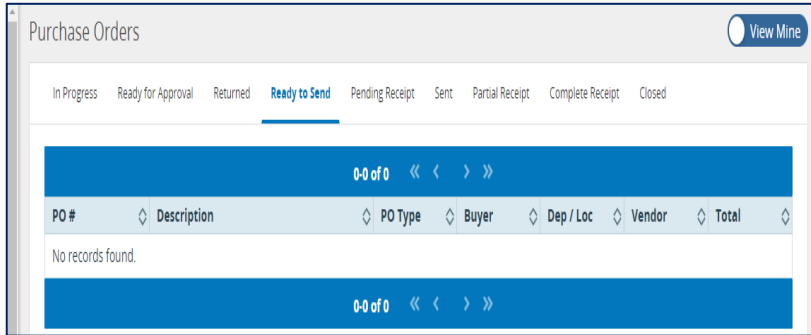 Purchase Orders
View Mine
In Progress Ready for Approval Returned Ready to Send Pending Receipt Sent Partial Receipt Complete Receipt Closed
0-0 of 0
PO # Description PO Type Buyer Dep / Loc Vendor Total
No records found.
0-0 of 0